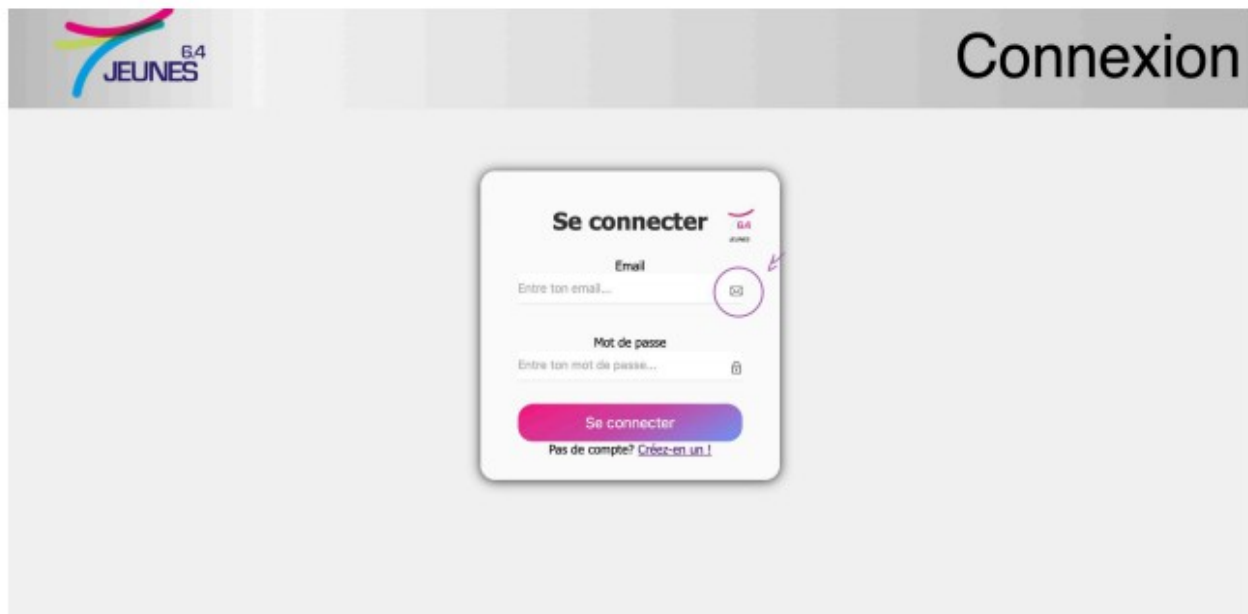 6.4
JEUNES
Connexion
Se connecter
6.4
JEUNES
Email
Entre ton email...
Mot de passe
Entre ton mot de passe...
Se connecter
Pas de compte? Créez-en un !